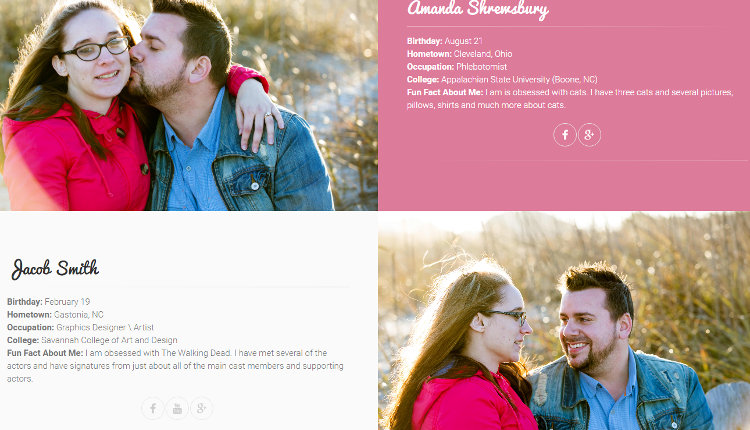 Amanda Shrewsbury
Birthday: August 21
Hometown: Cleveland, Ohio
Occupation: Phlebotomist
College: Appalachian State University (Boone, NC)
Fun Fact About Me: I am is obsessed with cats. I have three cats and several pictures,
pillows, shirts and much more about cats.
Jacob Smith
Birthday: February 19
Hometown: Gastonia, NC
Occupation: Graphics Designer \ Artist
College: Savannah College of Art and Design
Fun Fact About Me: I am obsessed with The Walking Dead. I have met several of the
actors and have signatures from just about all of the main cast members and supporting
actors.